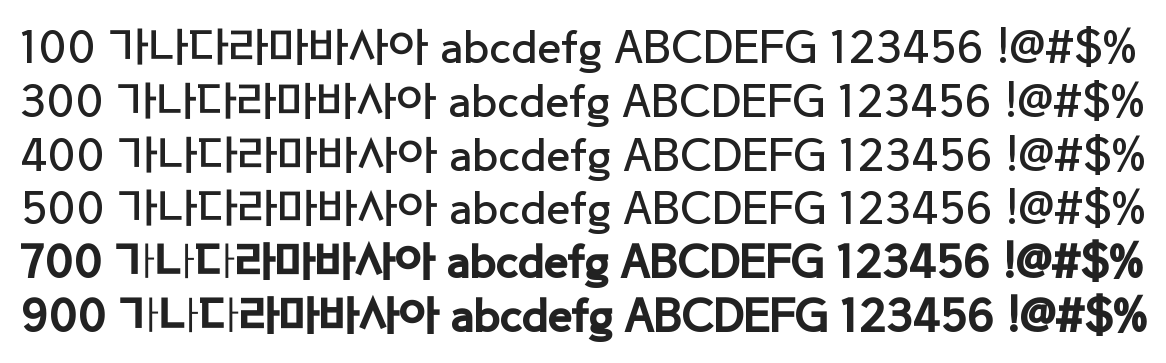 100 가나다라마바사아 abcdefg ABCDEFG 123456 !@#$%
300 가나다라마바사아 abcdefg ABCDEFG 123456 !@#$%
400 가나다라마바사아 abcdefg ABCDEFG 123456 !@#$%
500 가나다라마바사아 abcdefg ABCDEFG 123456 !@#$%
700 가나다라마바사아 abcdefg ABCDEFG 123456 !@#$%
900 가나다라마바사아 abcdefg ABCDEFG 123456 !@#$%